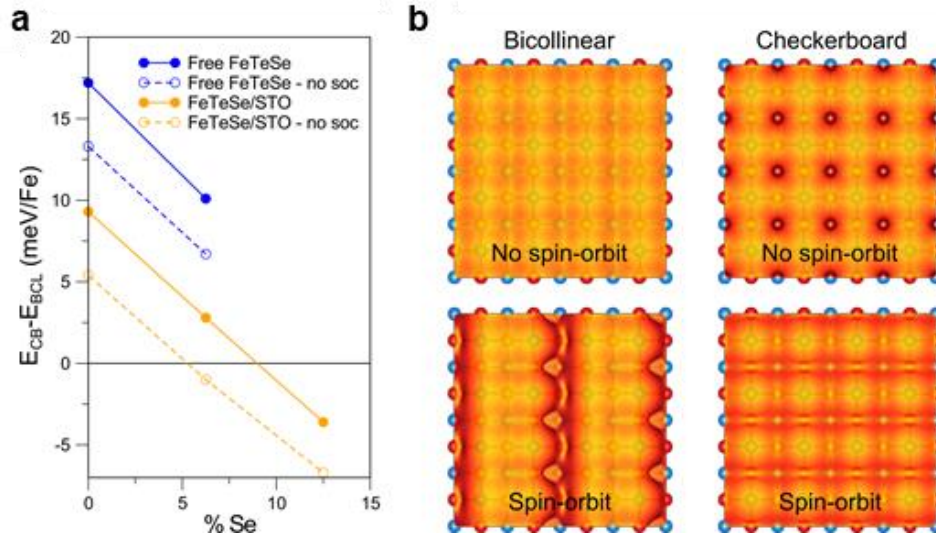 a
20
15
10
5
0
-5
E_CB-E_BCL (meV/Fe)
Free FeTeSe
Free FeTeSe - no soc
FeTeSe/STO
FeTeSe/STO - no soc
0 5 10 15
% Se
b
Bicollinear Checkerboard
No spin-orbit No spin-orbit
Spin-orbit Spin-orbit